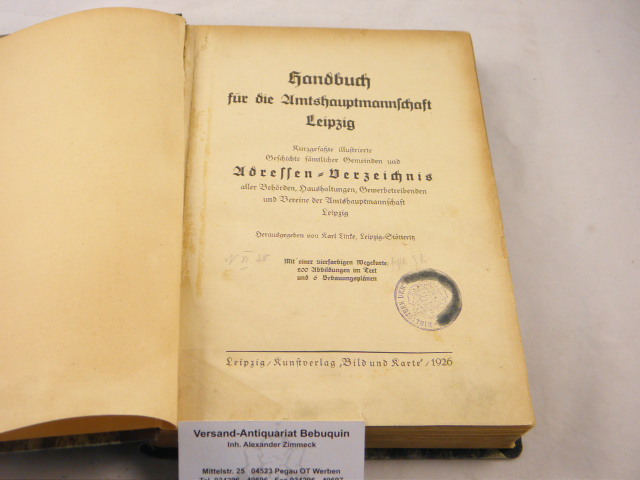 Handbuch
für die Amtshauptmannschaft
Leipzig
Kurzgefaßte illustrierte
Geschichte sämtlicher Gemeinden und
Adressen-Verzeichnis
aller Behörden, Haushaltungen, Gewerbetreibenden
und Vereine der Amtshauptmannschaft
Leipzig
Herausgegeben von Karl Linke, Leipzig-Stötteritz
Mit einer vierfarbigen Wegekarte
200 Abbildungen im Text
und 6 Bebauungsplänen
Leipzig / Kunstverlag „Bild und Karte" / 1926
Versand-Antiquariat Bebuquin
Inh. Alexander Zimmeck
Mittelstr. 25 04523 Pegau OT Werben